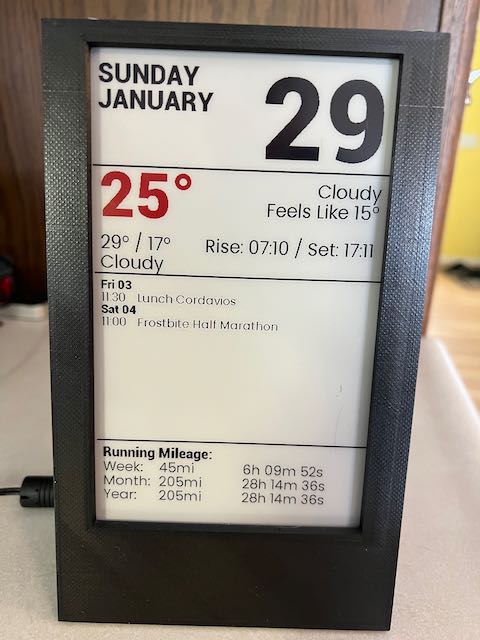 SUNDAY
JANUARY
29
25°
Cloudy
Feels Like 15°
29° / 17°
Rise: 07:10 / Set: 17:11
Cloudy
Fri 03
11:30 Lunch Cordavios
Sat 04
11:00 Frostbite Half Marathon
Running Mileage:
Week: 45mi 6h 09m 52s
Month: 205mi 28h 14m 36s
Year: 205mi 28h 14m 36s